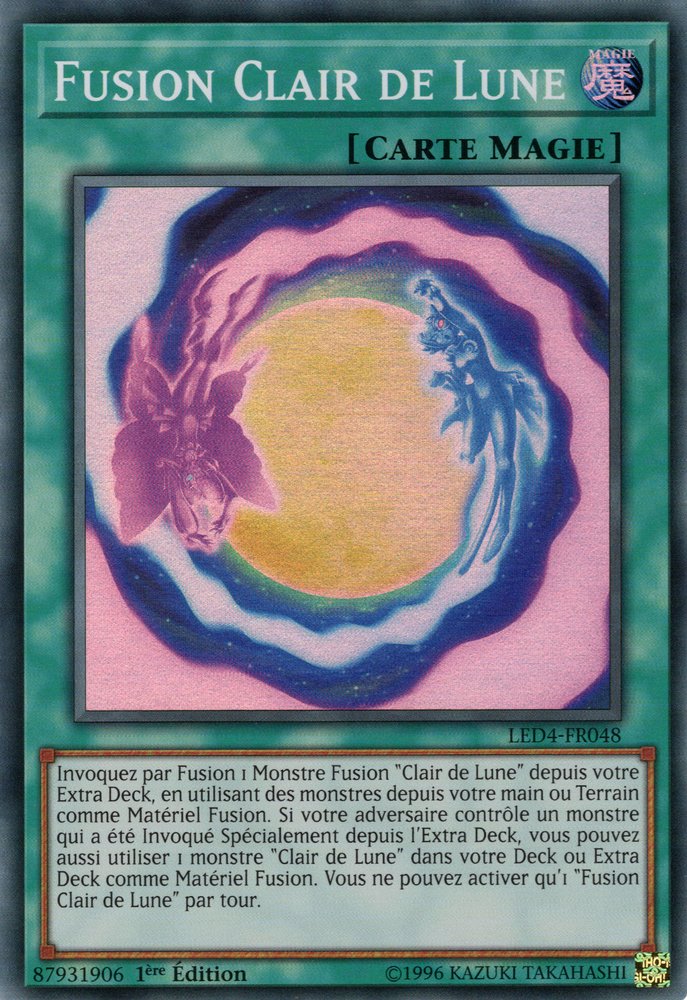 Fusion Clair de Lune
MAGIE
魔
[Carte Magie]
LED4-FR048
Invoquez par Fusion 1 Monstre Fusion "Clair de Lune" depuis votre
Extra Deck, en utilisant des monstres depuis votre main ou Terrain
comme Matériel Fusion. Si votre adversaire contrôle un monstre
qui a été Invoqué Spécialement depuis l'Extra Deck, vous pouvez
aussi utiliser 1 monstre "Clair de Lune" dans votre Deck ou Extra
Deck comme Matériel Fusion. Vous ne pouvez activer qu'1 "Fusion
Clair de Lune" par tour.
87931906 1ère Édition ©1996 KAZUKI TAKAHASHI